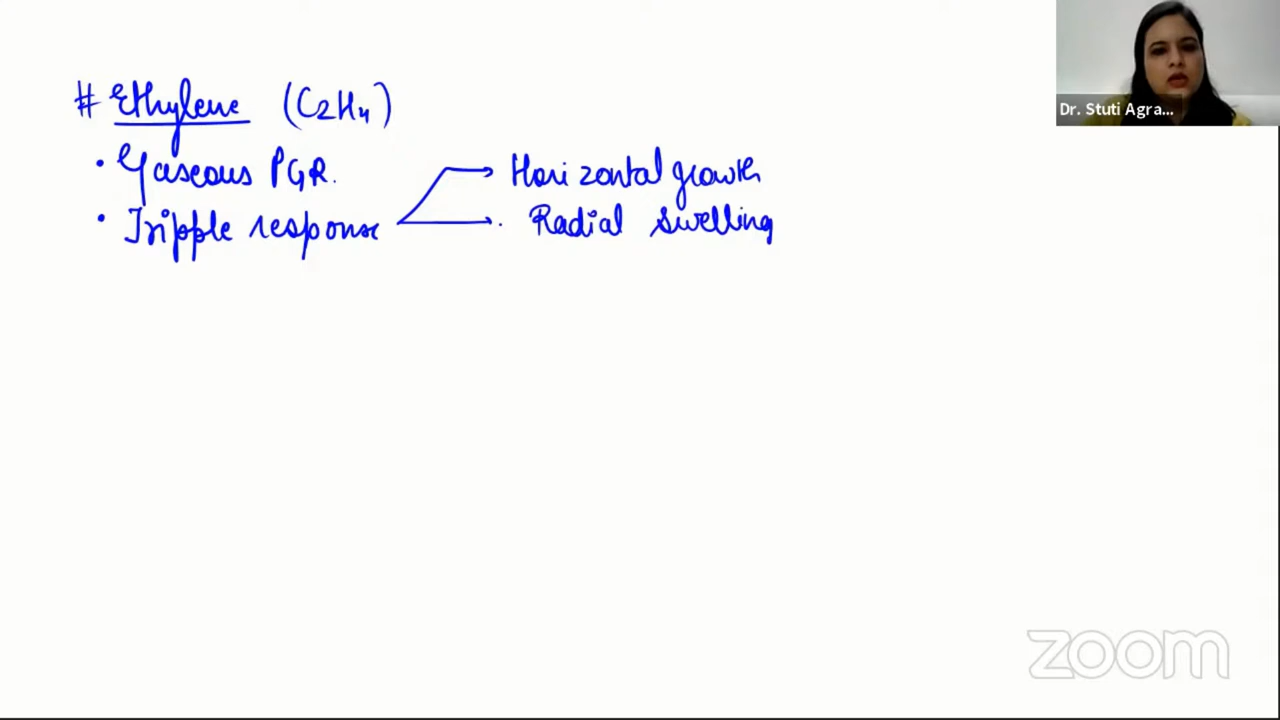 # Ethylene (C2H4)
• Gaseous PGR.
• Tripple response → Horizontal growth
→ Radial swelling
Dr. Stuti Agra...
zoom